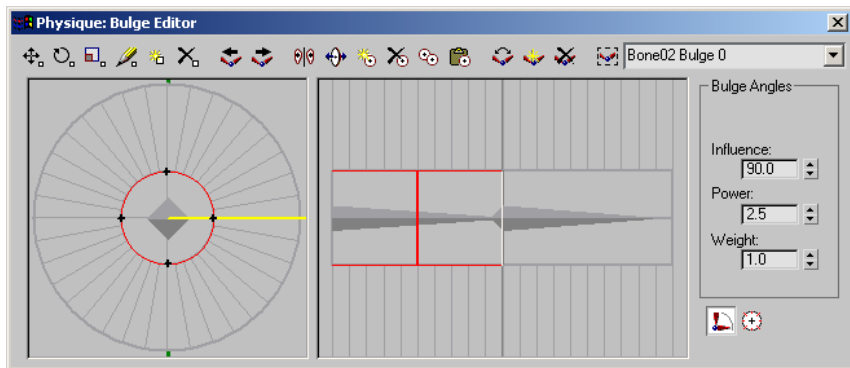 Physique: Bulge Editor
Bone02 Bulge 0
Bulge Angles
Influence:
90.0
Power:
2.5
Weight:
1.0